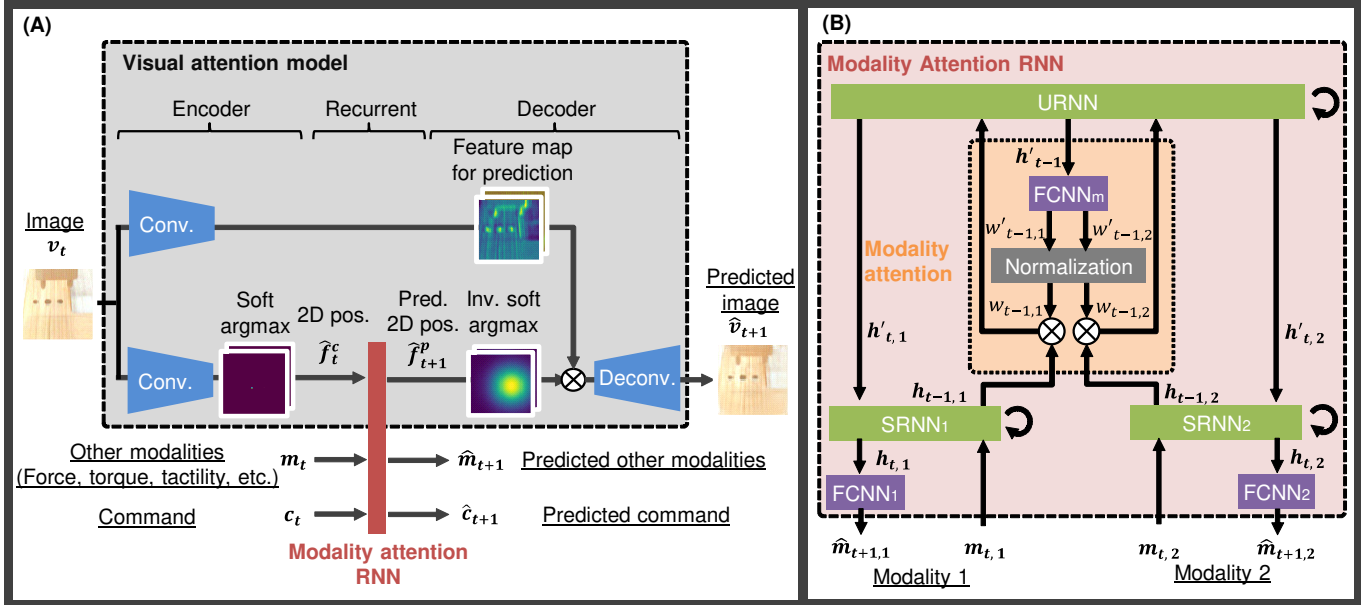 (A)
Visual attention model
Encoder
Recurrent
Decoder
Feature map
for prediction
Image
v_t
Conv.
Soft
argmax
2D pos.
f̂^c_t
Pred.
2D pos.
f̂^p_{t+1}
Inv. soft
argmax
Predicted
image
v̂_{t+1}
Conv.
Deconv.
Other modalities
(Force, torque, tactility, etc.)
m_t
m̂_{t+1}
Predicted other modalities
Command
c_t
ĉ_{t+1}
Predicted command
Modality attention
RNN
(B)
Modality Attention RNN
URNN
h'_{t−1}
FCNN_m
w'_{t−1,1}
w'_{t−1,2}
Modality
attention
Normalization
w_{t−1,1}
w_{t−1,2}
h'_{t,1}
h'_{t,2}
h_{t−1,1}
h_{t−1,2}
SRNN_1
SRNN_2
h_{t,1}
h_{t,2}
FCNN_1
FCNN_2
m̂_{t+1,1}
m_{t,1}
m_{t,2}
m̂_{t+1,2}
Modality 1
Modality 2